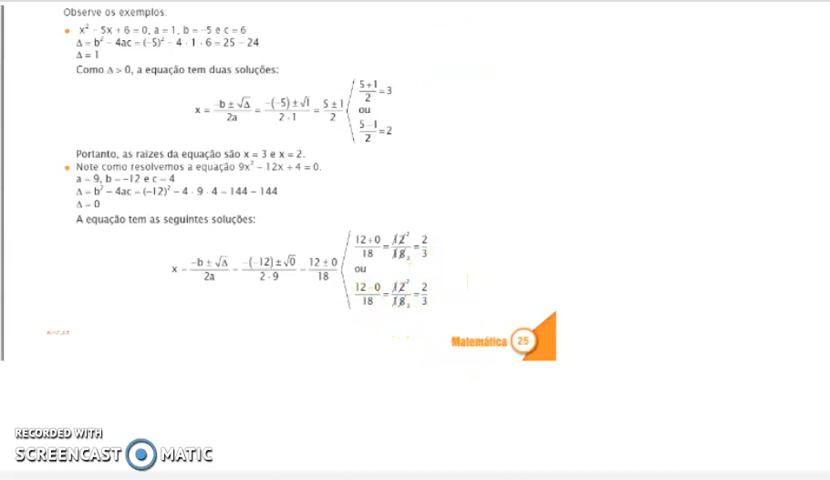 Observe os exemplos:
• x² - 5x + 6 = 0, a = 1, b = -5 e c = 6
Δ = b² - 4ac = (-5)² - 4 · 1 · 6 = 25 - 24
Δ = 1
Como Δ > 0, a equação tem duas soluções:
x = (-b ± √Δ)/2a = (-(-5) ± √1)/(2 · 1) = (5 ± 1)/2
(5+1)/2 = 3
ou
(5-1)/2 = 2
Portanto, as raízes da equação são x = 3 e x = 2.
• Note como resolvemos a equação 9x² - 12x + 4 = 0.
a = 9, b = -12 e c = 4
Δ = b² - 4ac = (-12)² - 4 · 9 · 4 = 144 - 144
Δ = 0
A equação tem as seguintes soluções:
x = (-b ± √Δ)/2a = (-(-12) ± √0)/(2 · 9) = (12 ± 0)/18
(12+0)/18 = 12²/18₃ = 2/3
ou
(12-0)/18 = 12²/18₃ = 2/3
Matemática 25
RECORDED WITH
SCREENCAST MATIC